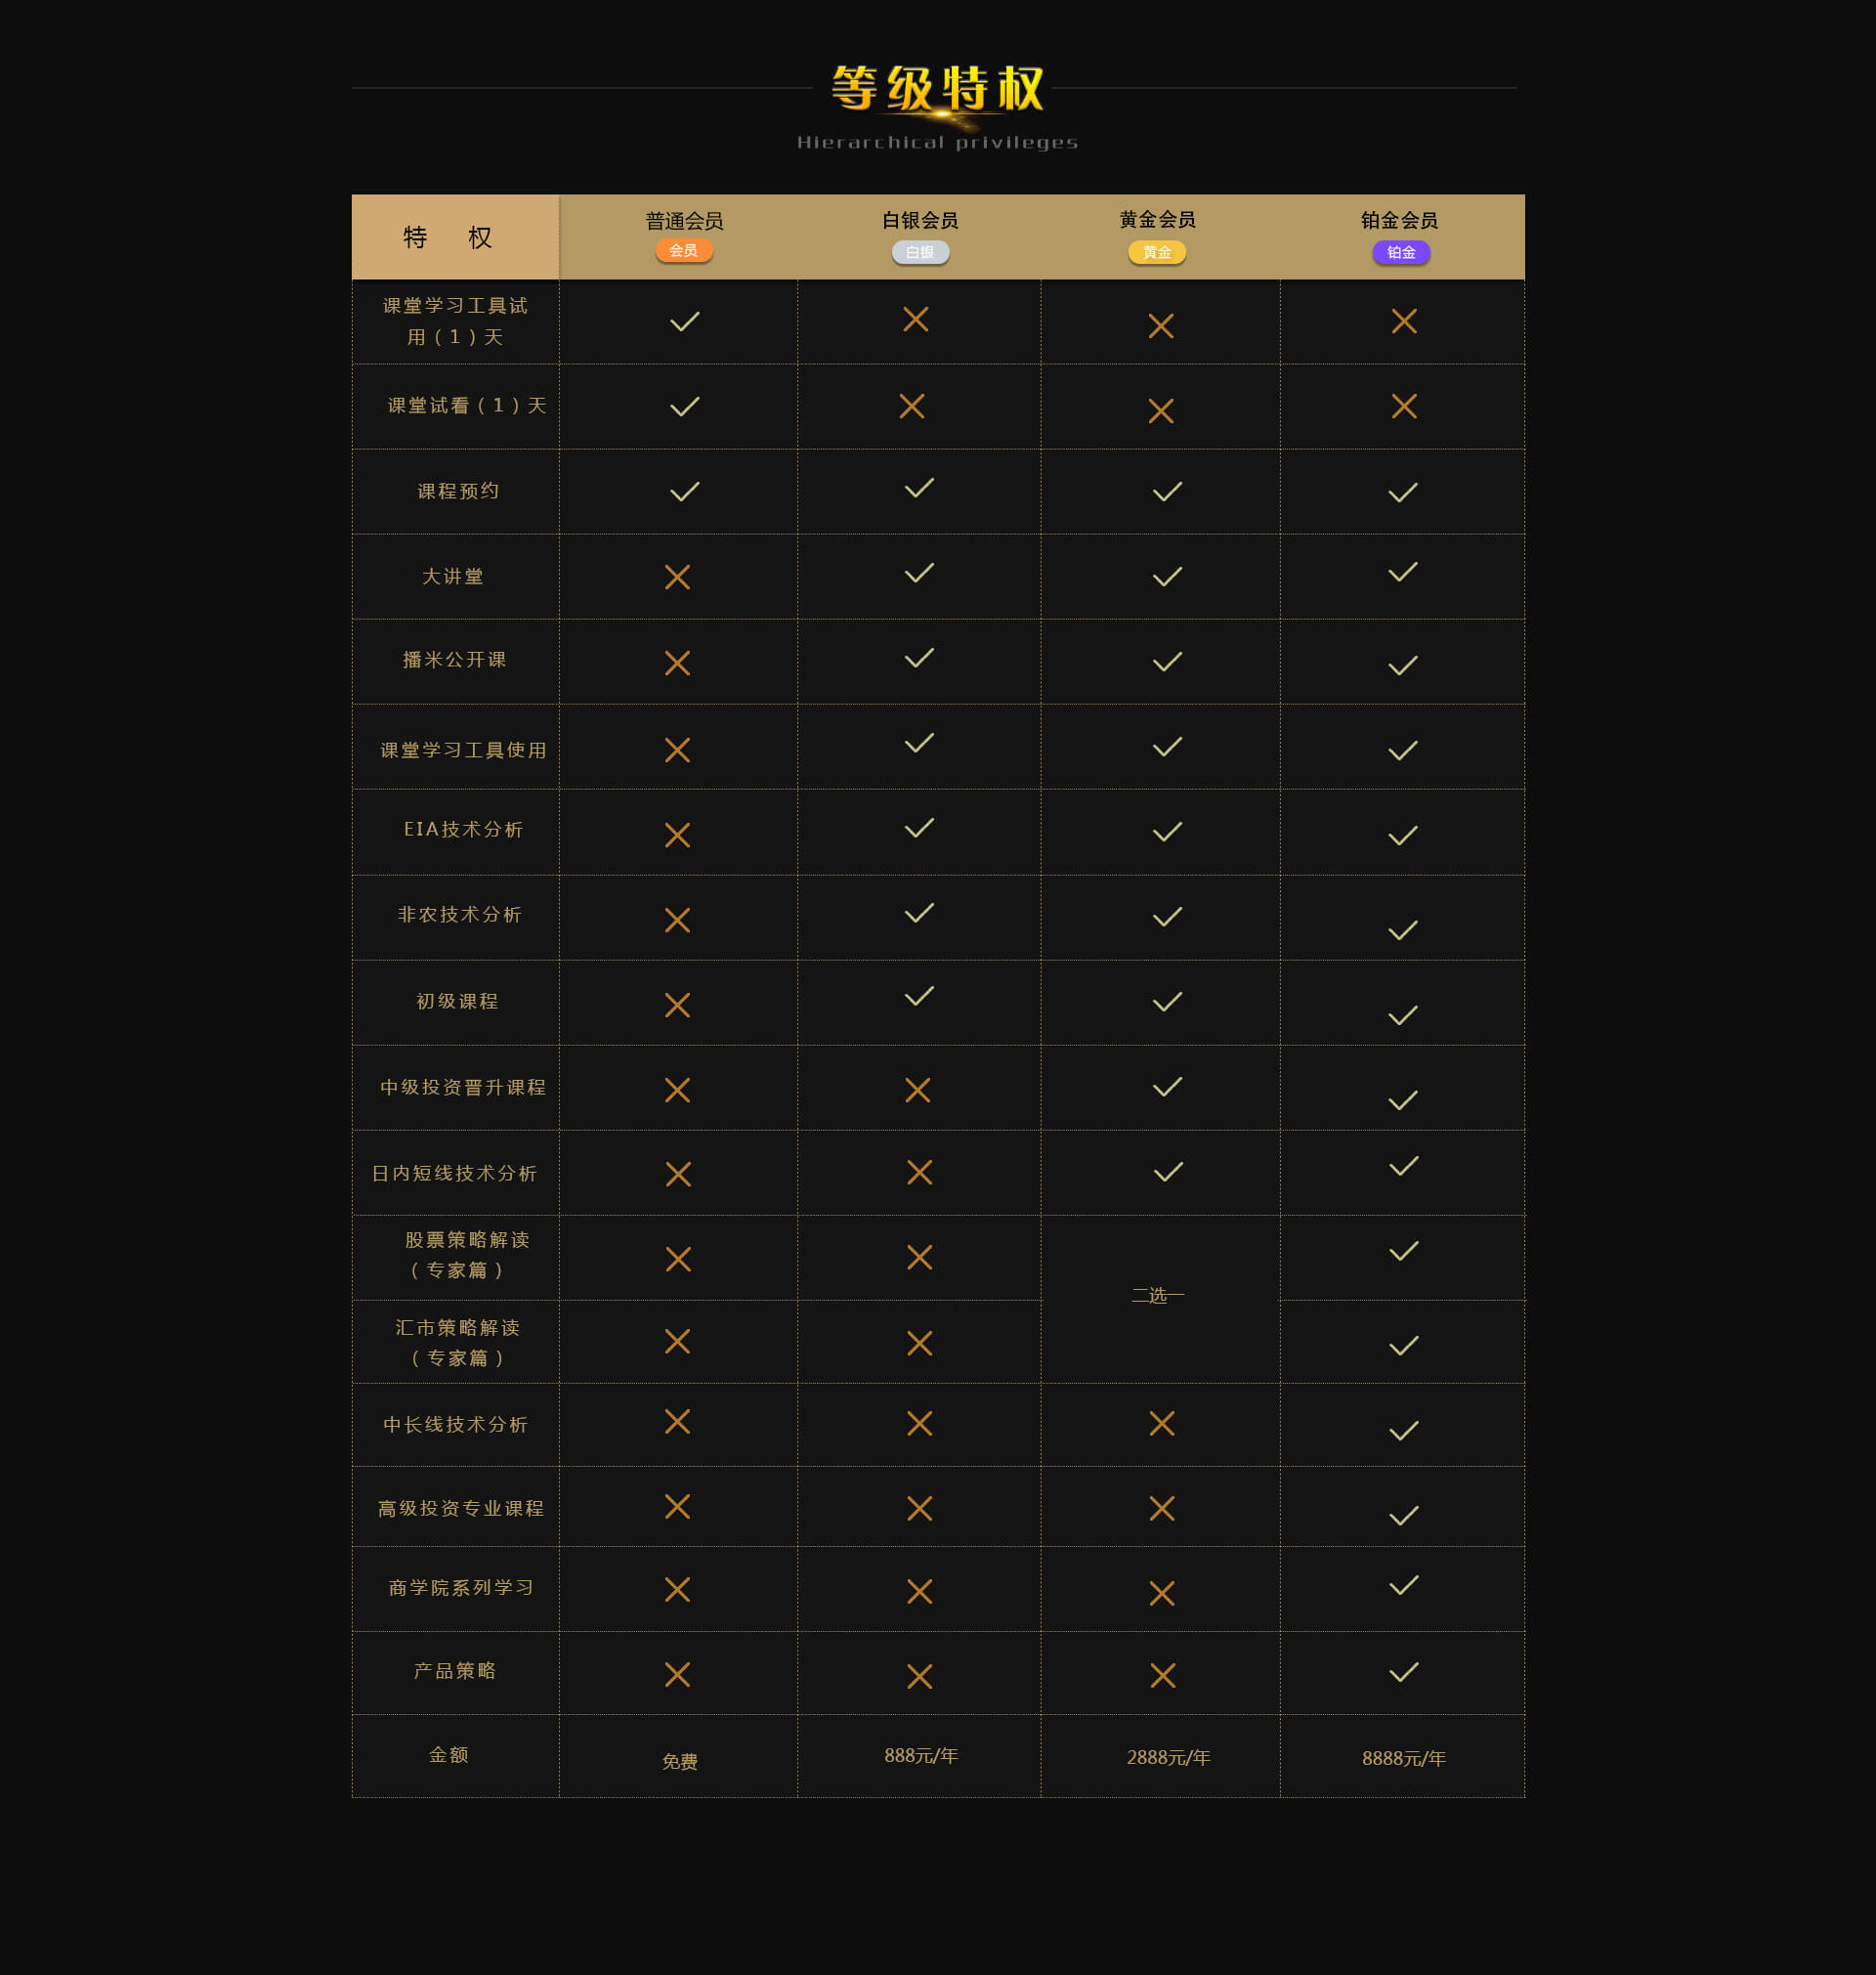 等级特权
Hierarchical privileges
特 权
普通会员
白银会员
黄金会员
铂金会员
会员
白银
黄金
铂金
课堂学习工具试
用(1)天
课堂试看(1)天
课程预约
大讲堂
播米公开课
课堂学习工具使用
EIA技术分析
非农技术分析
初级课程
中级投资晋升课程
日内短线技术分析
股票策略解读
(专家篇)
二选一
汇市策略解读
(专家篇)
中长线技术分析
高级投资专业课程
商学院系列学习
产品策略
金额
免费
888元/年
2888元/年
8888元/年